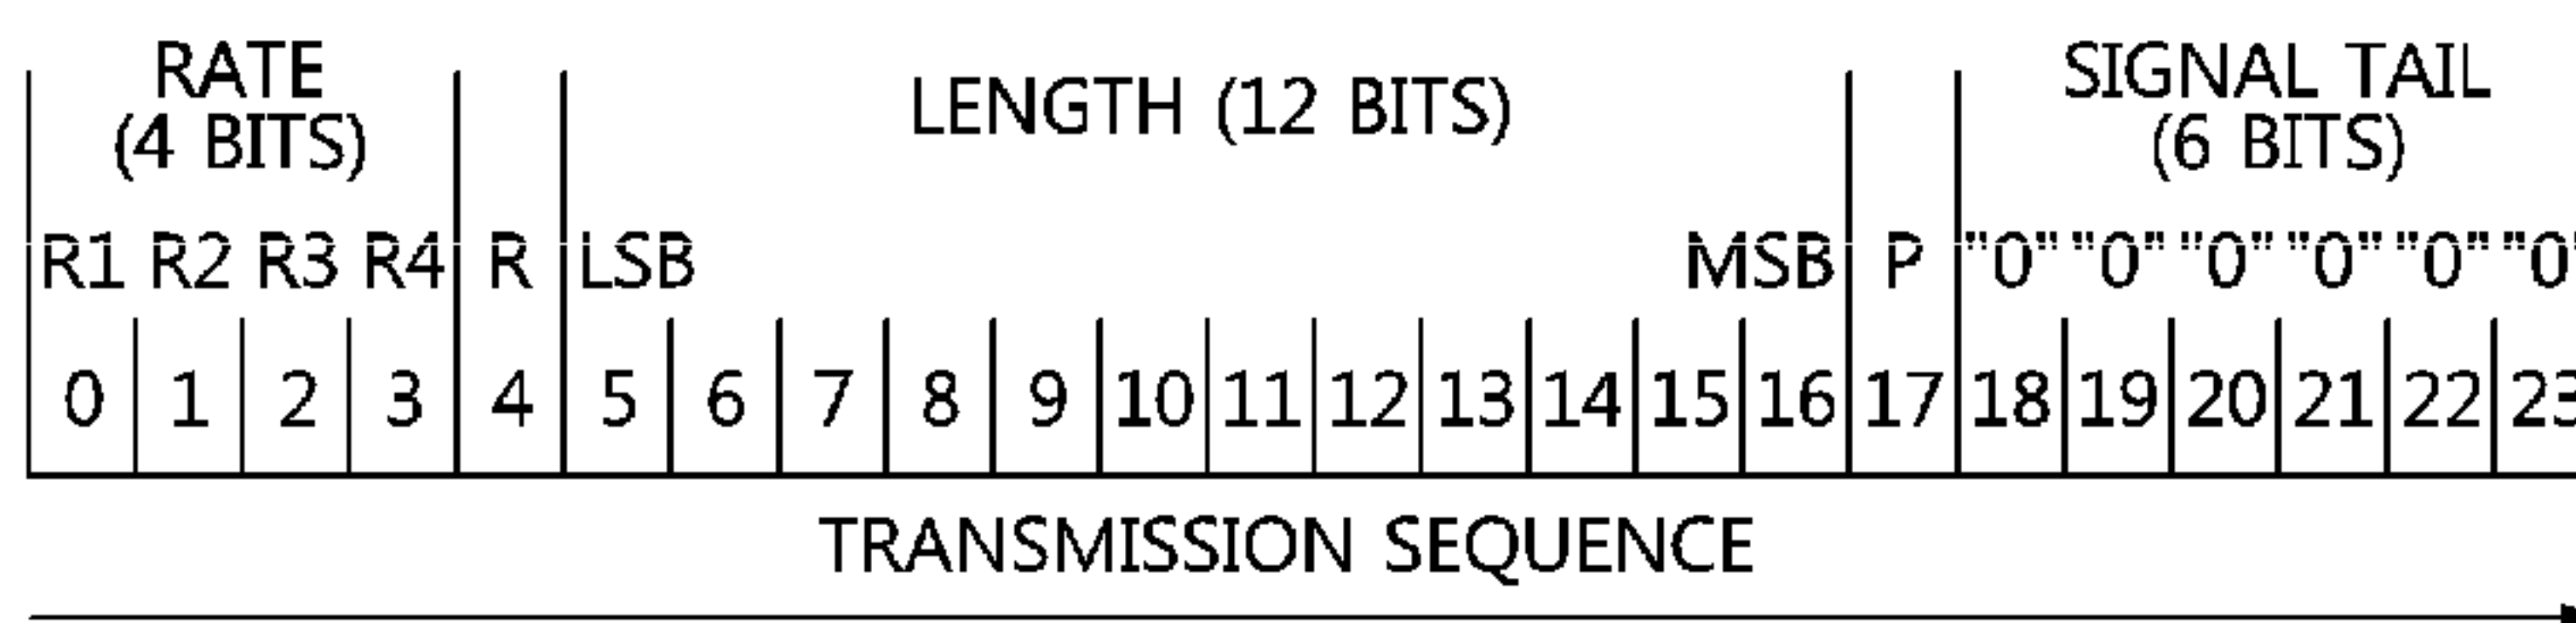 RATE
(4 BITS)
LENGTH (12 BITS)
SIGNAL TAIL
(6 BITS)
R1 R2 R3 R4 R LSB MSB P "0" "0" "0" "0" "0" "0"
0 1 2 3 4 5 6 7 8 9 10 11 12 13 14 15 16 17 18 19 20 21 22 23
TRANSMISSION SEQUENCE